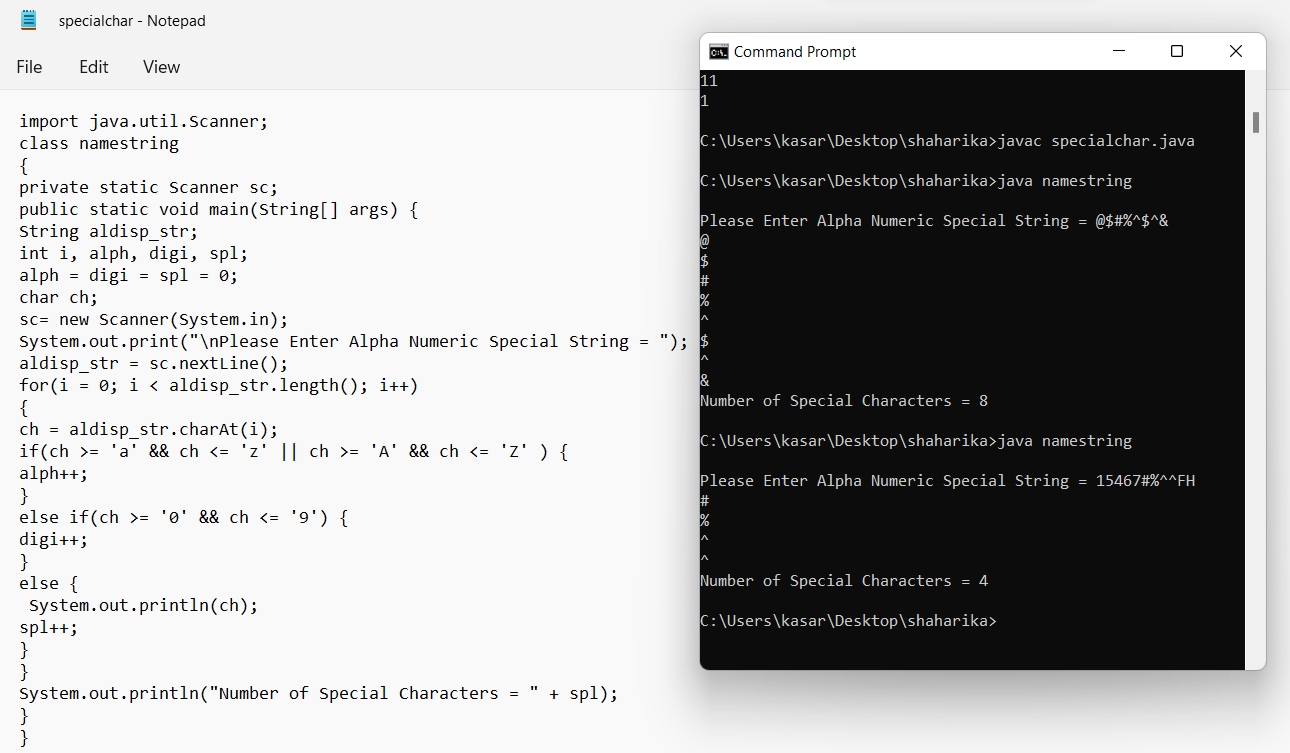 specialchar - Notepad
File Edit View
import java.util.Scanner;
class namestring
{
private static Scanner sc;
public static void main(String[] args) {
String aldisp_str;
int i, alph, digi, spl;
alph = digi = spl = 0;
char ch;
sc= new Scanner(System.in);
System.out.print("\nPlease Enter Alpha Numeric Special String = ");
aldisp_str = sc.nextLine();
for(i = 0; i < aldisp_str.length(); i++)
{
ch = aldisp_str.charAt(i);
if(ch >= 'a' && ch <= 'z' || ch >= 'A' && ch <= 'Z' ) {
alph++;
}
else if(ch >= '0' && ch <= '9') {
digi++;
}
else {
 System.out.println(ch);
spl++;
}
}
System.out.println("Number of Special Characters = " + spl);
}
}
Command Prompt
11
1
C:\Users\kasar\Desktop\shaharika>javac specialchar.java
C:\Users\kasar\Desktop\shaharika>java namestring
Please Enter Alpha Numeric Special String = @$#%^$^&
@
$
#
%
^
$
^
&
Number of Special Characters = 8
C:\Users\kasar\Desktop\shaharika>java namestring
Please Enter Alpha Numeric Special String = 15467#%^^FH
#
%
^
^
Number of Special Characters = 4
C:\Users\kasar\Desktop\shaharika>